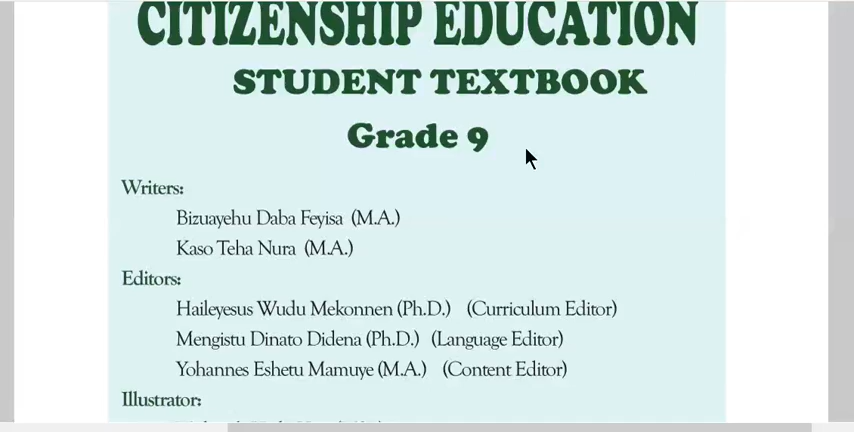 CITIZENSHIP EDUCATION
STUDENT TEXTBOOK
Grade 9
Writers:
Bizuayehu Daba Feyisa (M.A.)
Kaso Teha Nura (M.A.)
Editors:
Haileyesus Wudu Mekonnen (Ph.D.) (Curriculum Editor)
Mengistu Dinato Didena (Ph.D.) (Language Editor)
Yohannes Eshetu Mamuye (M.A.) (Content Editor)
Illustrator: